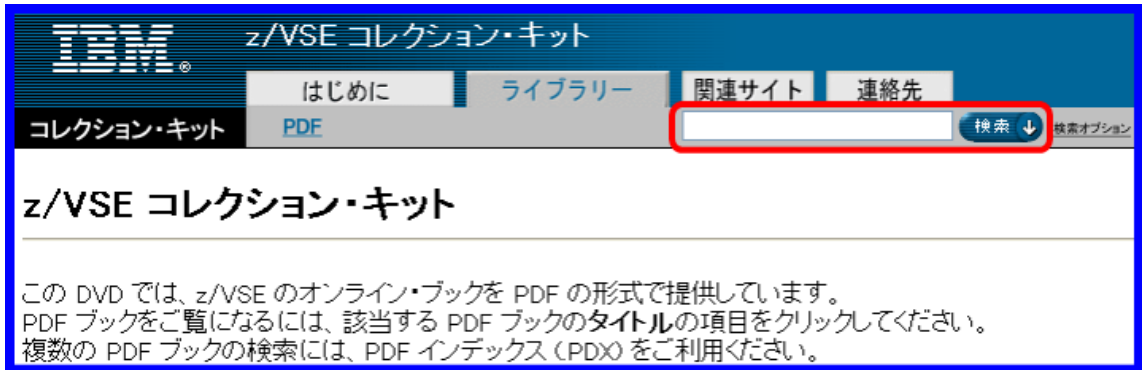 IBM®
z/VSE コレクション・キット
はじめに ライブラリー 関連サイト 連絡先
コレクション・キット PDF 検索 検索オプション
z/VSE コレクション・キット
この DVD では、z/VSE のオンライン・ブックを PDF の形式で提供しています。
PDF ブックをご覧になるには、該当する PDF ブックのタイトルの項目をクリックしてください。
複数の PDF ブックの検索には、PDF インデックス (PDX) をご利用ください。